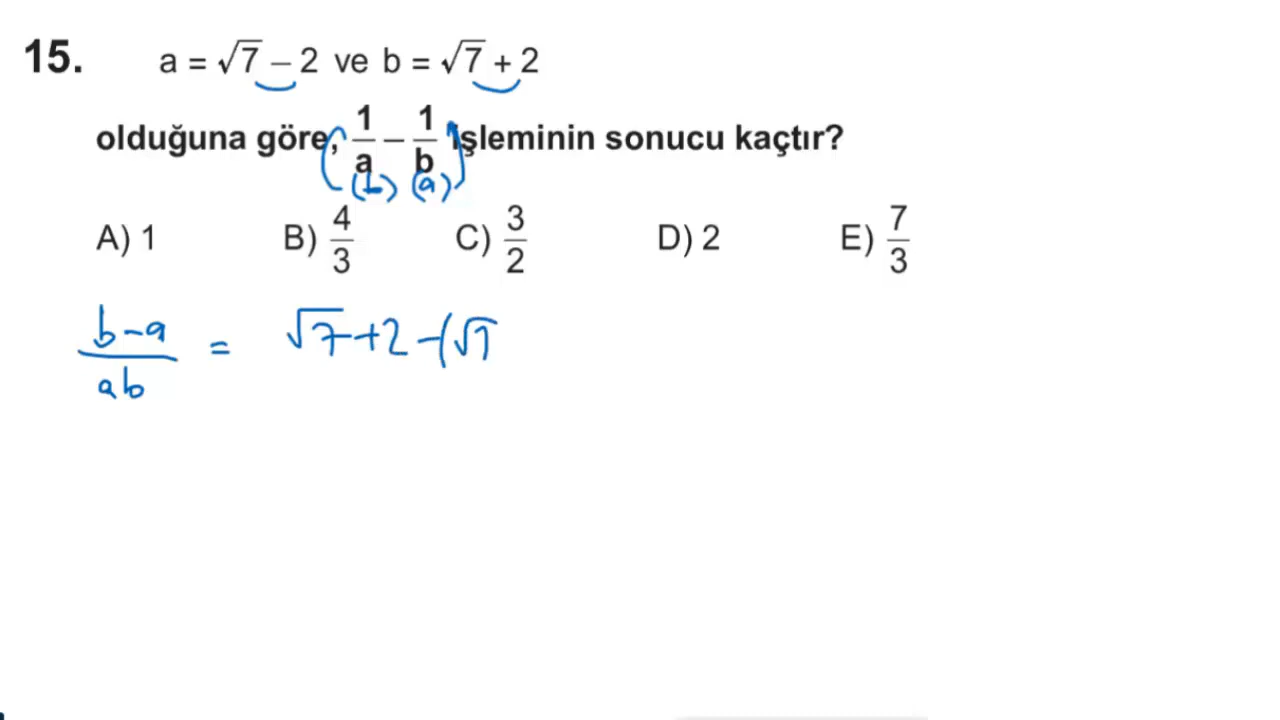 15. a = √7 − 2 ve b = √7 + 2
olduğuna göre, 1/a − 1/b işleminin sonucu kaçtır?
(b) (a)
A) 1 B) 4/3 C) 3/2 D) 2 E) 7/3
b−a/ab = √7+2−(√7